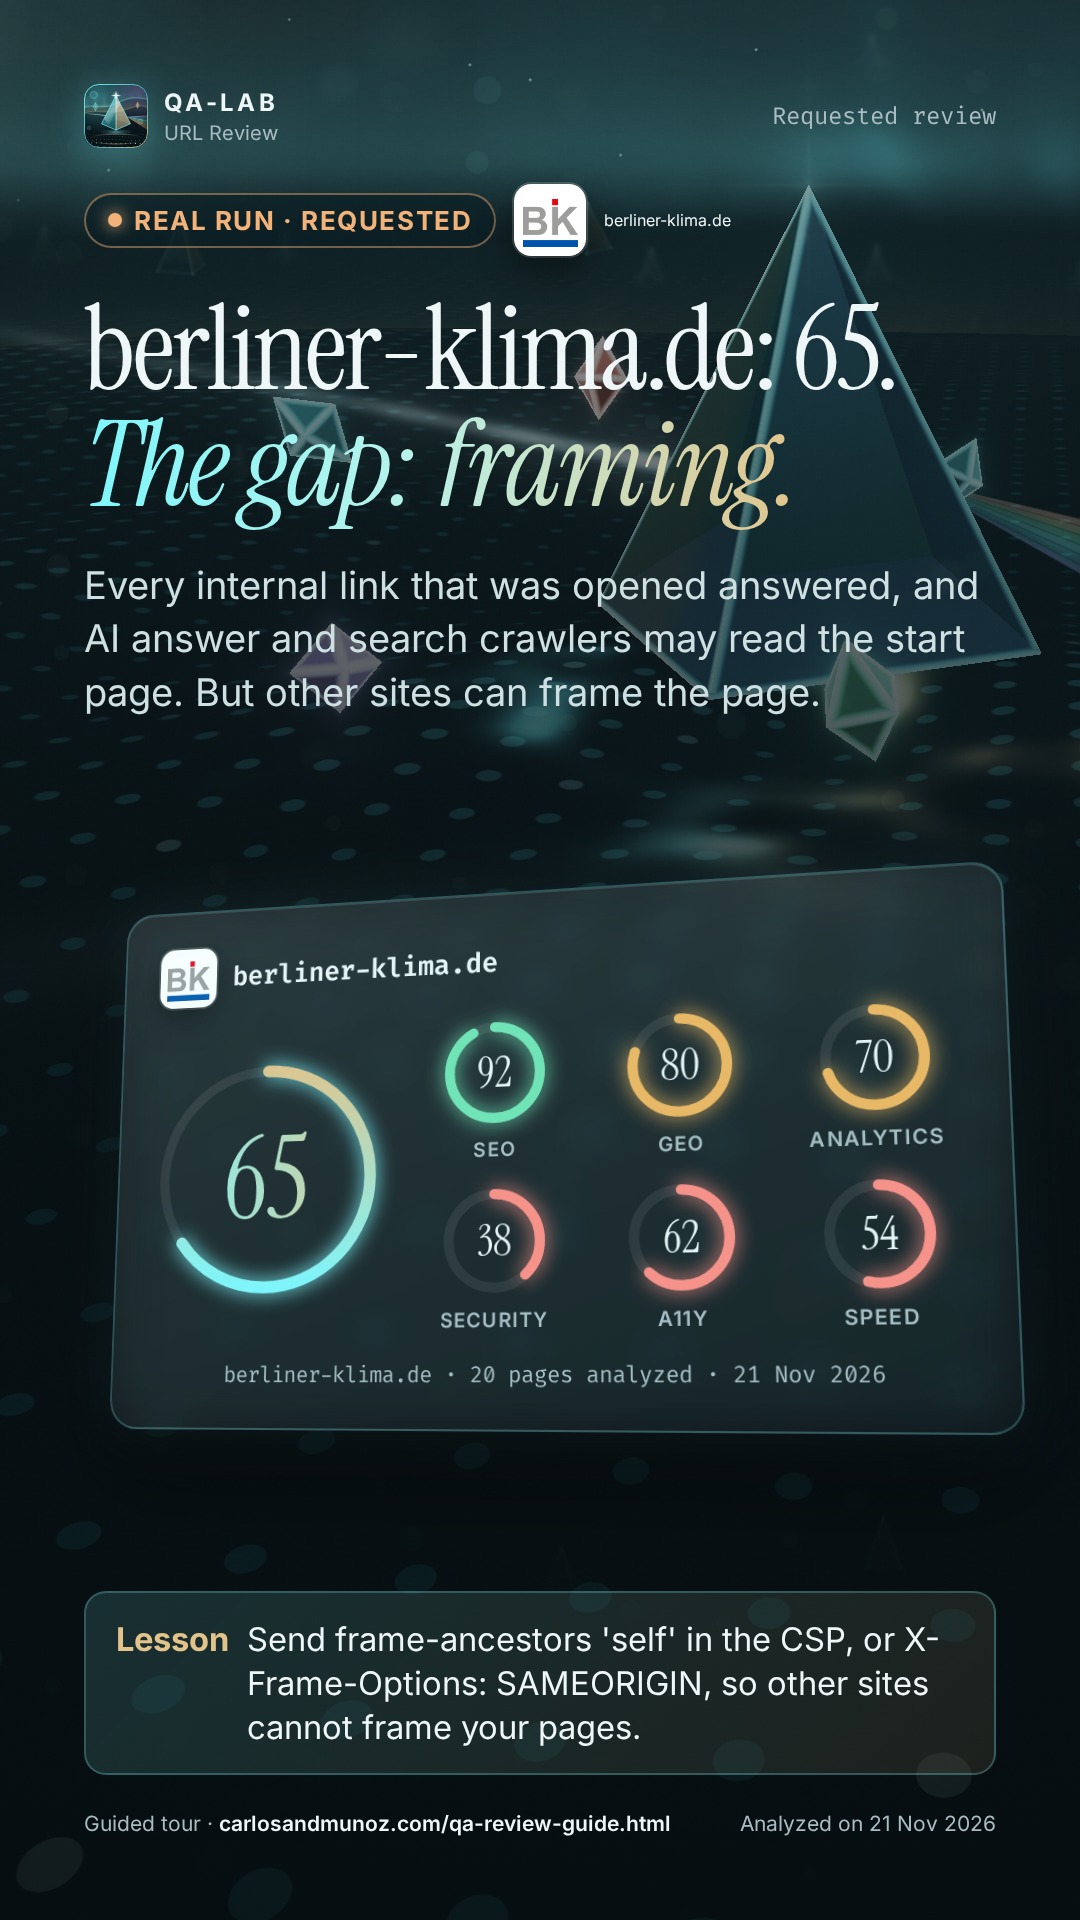 QA-LAB
URL Review
Requested review
REAL RUN · REQUESTED
BK
berliner-klima.de
berliner-klima.de: 65.
The gap: framing.
Every internal link that was opened answered, and
AI answer and search crawlers may read the start
page. But other sites can frame the page.
BK
berliner-klima.de
65
92
SEO
80
GEO
70
ANALYTICS
38
SECURITY
62
A11Y
54
SPEED
berliner-klima.de · 20 pages analyzed · 21 Nov 2026
Lesson
Send frame-ancestors 'self' in the CSP, or X-
Frame-Options: SAMEORIGIN, so other sites
cannot frame your pages.
Guided tour · carlosandmunoz.com/qa-review-guide.html
Analyzed on 21 Nov 2026